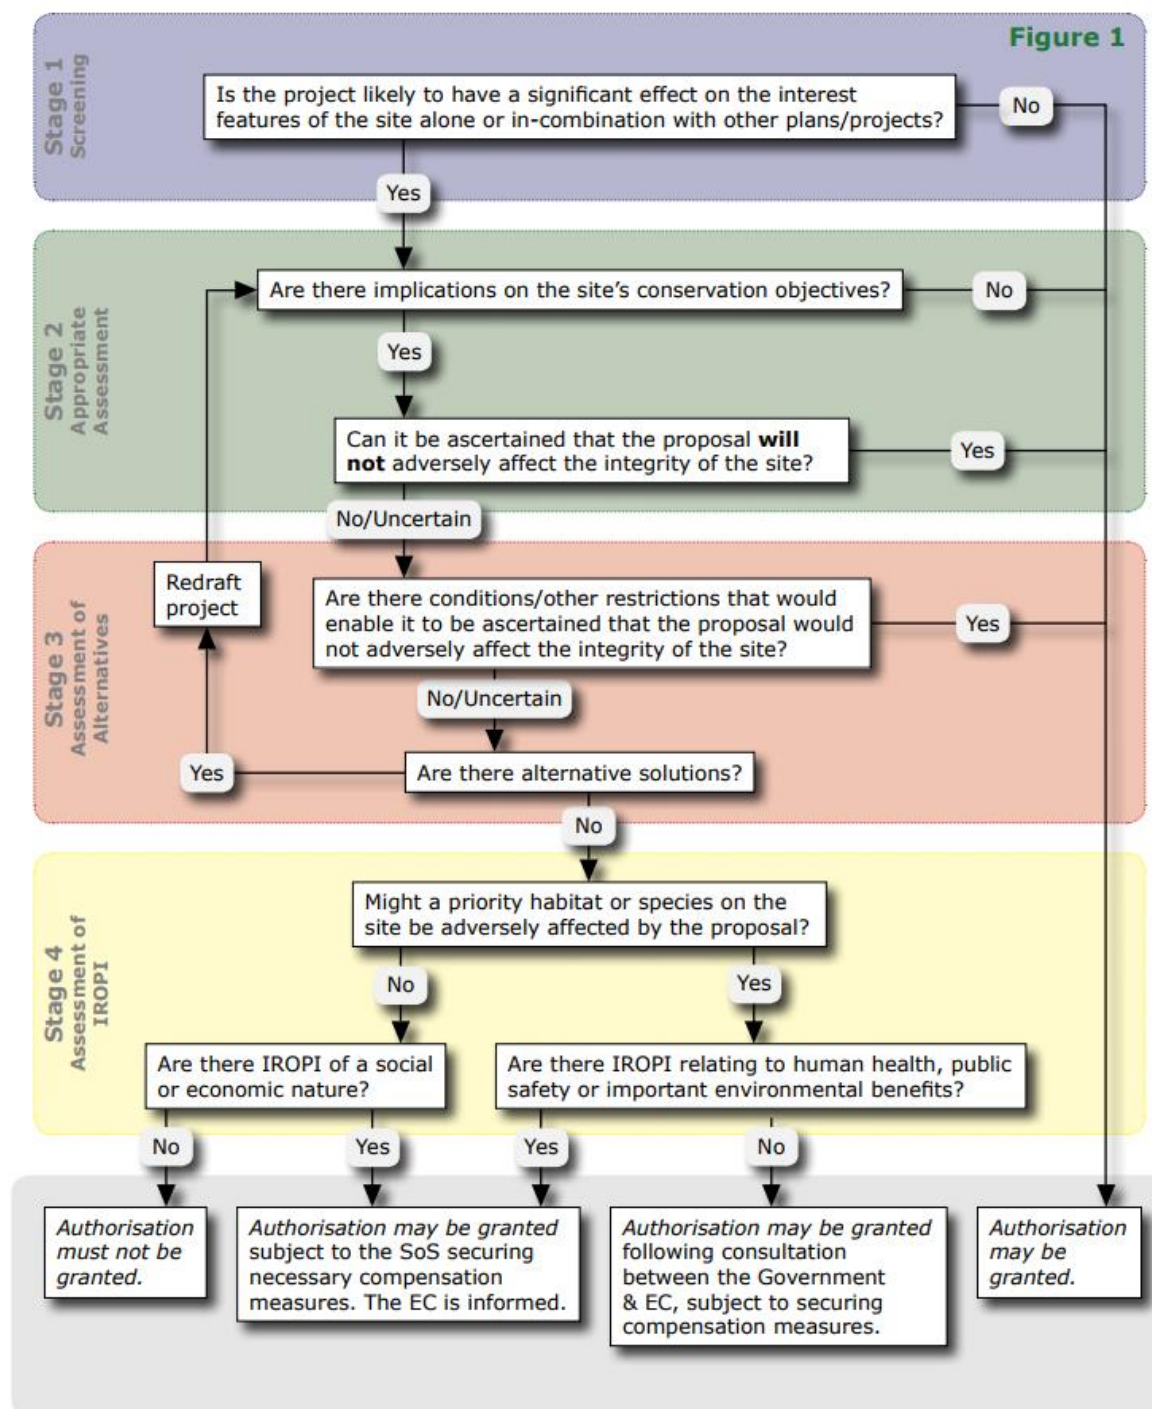 Figure 1
Stage 1
Screening
Is the project likely to have a significant effect on the interest
features of the site alone or in-combination with other plans/projects?
No
Yes
Stage 2
Appropriate
Assessment
Are there implications on the site's conservation objectives?
No
Yes
Can it be ascertained that the proposal will
not adversely affect the integrity of the site?
Yes
No/Uncertain
Stage 3
Assessment of
Alternatives
Redraft
project
Are there conditions/other restrictions that would
enable it to be ascertained that the proposal would
not adversely affect the integrity of the site?
Yes
No/Uncertain
Yes
Are there alternative solutions?
No
Stage 4
Assessment of
IROPI
Might a priority habitat or species on the
site be adversely affected by the proposal?
No
Yes
Are there IROPI of a social
or economic nature?
Are there IROPI relating to human health, public
safety or important environmental benefits?
No
Yes
Yes
No
Authorisation
must not be
granted.
Authorisation may be granted
subject to the SoS securing
necessary compensation
measures. The EC is informed.
Authorisation may be granted
following consultation
between the Government
& EC, subject to securing
compensation measures.
Authorisation
may be
granted.